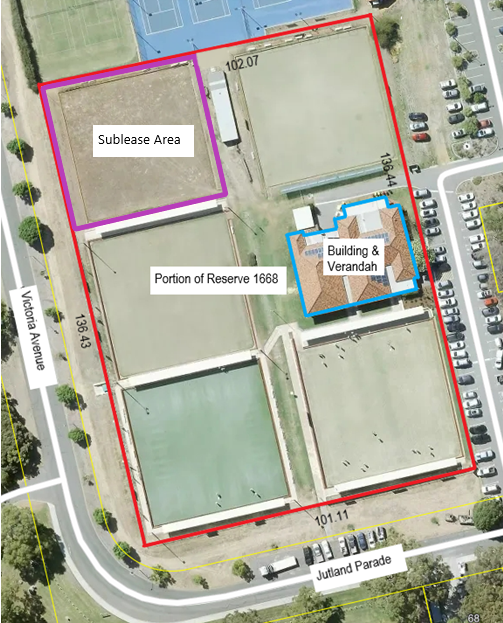 102.07
Sublease Area
136.44
Building &
Verandah
Portion of Reserve 1668
Victoria Avenue
136.43
101.11
Jutland Parade
68